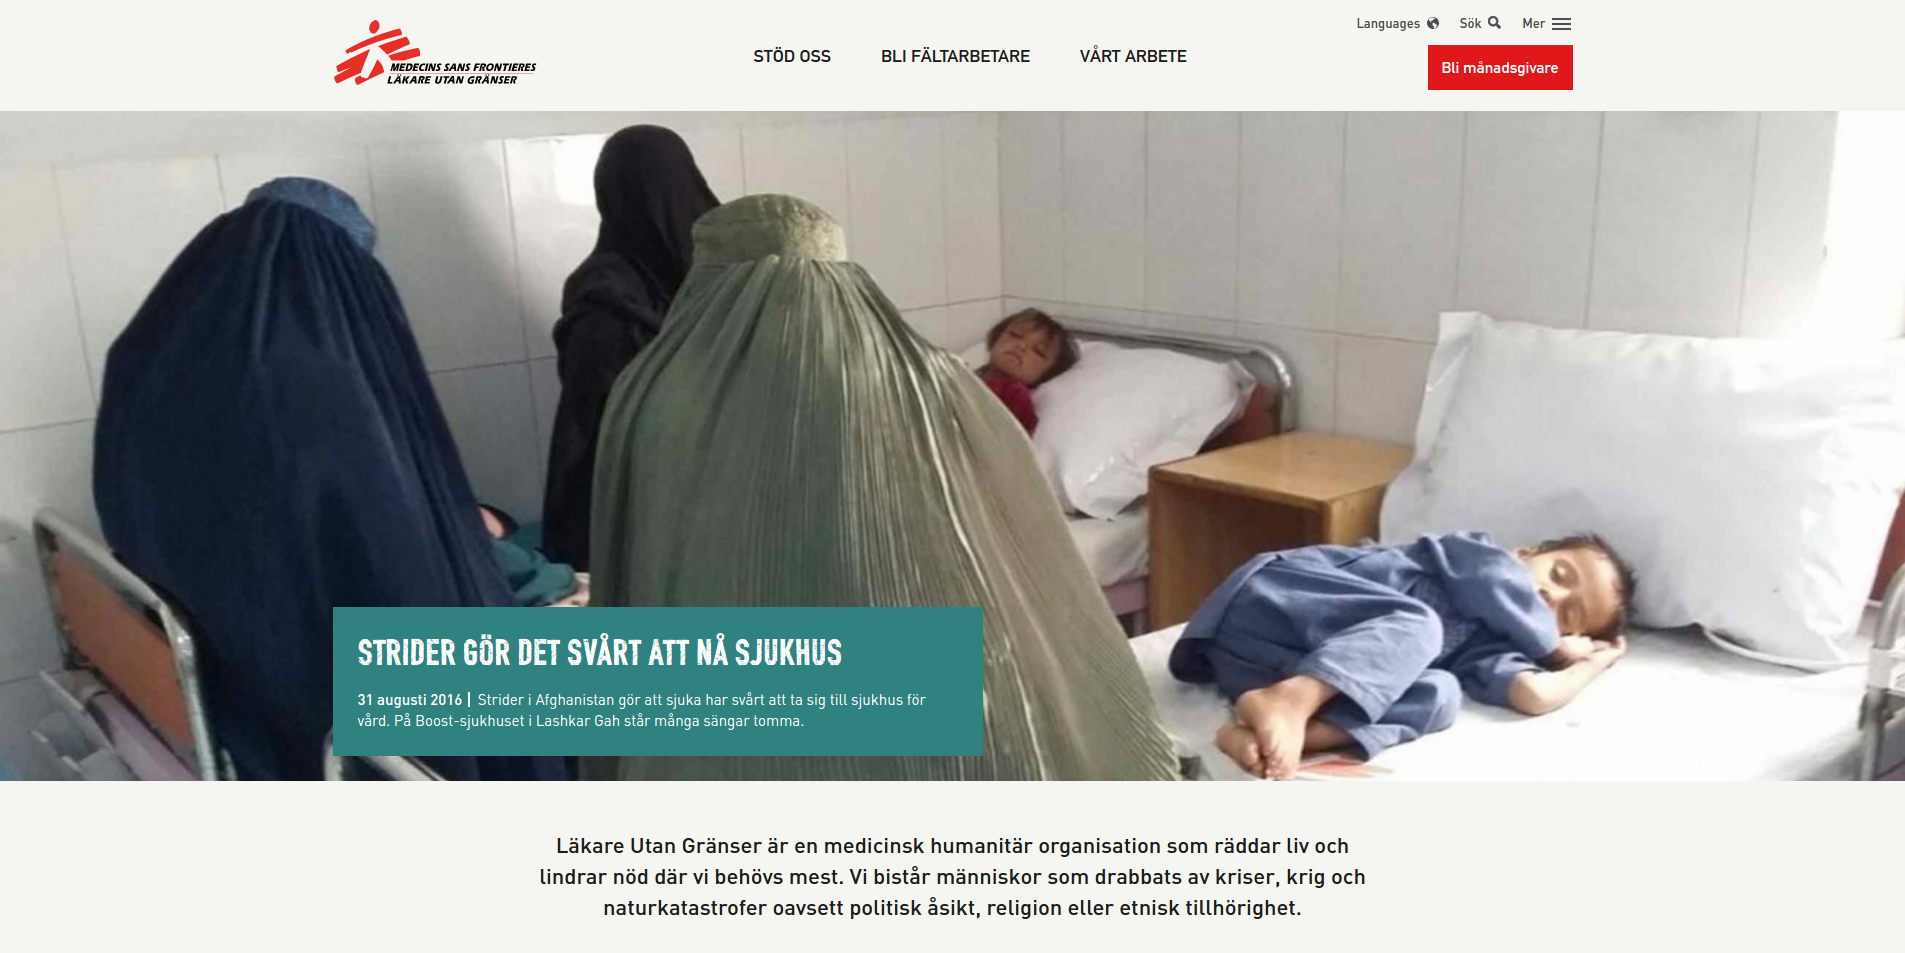 Languages
Sök
Mer
MEDECINS SANS FRONTIERES
LÄKARE UTAN GRÄNSER
STÖD OSS
BLI FÄLTARBETARE
VÅRT ARBETE
Bli månadsgivare
STRIDER GÖR DET SVÅRT ATT NÅ SJUKHUS
31 augusti 2016 | Strider i Afghanistan gör att sjuka har svårt att ta sig till sjukhus för
vård. På Boost-sjukhuset i Lashkar Gah står många sängar tomma.
Läkare Utan Gränser är en medicinsk humanitär organisation som räddar liv och
lindrar nöd där vi behövs mest. Vi bistår människor som drabbats av kriser, krig och
naturkatastrofer oavsett politisk åsikt, religion eller etnisk tillhörighet.